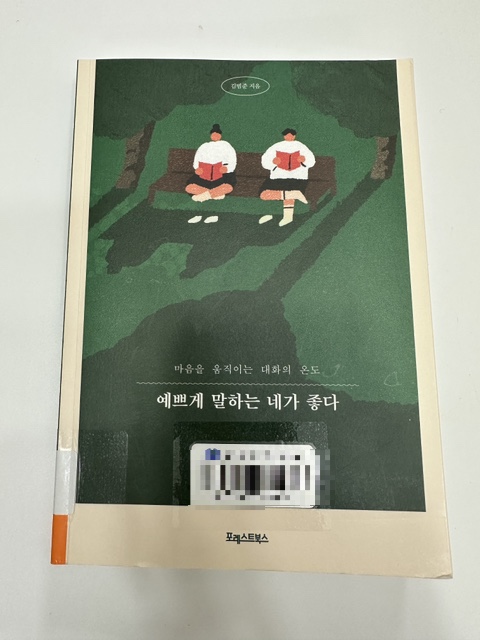 김범준 지음
마음을 움직이는 대화의 온도
예쁘게 말하는 네가 좋다
포레스트북스